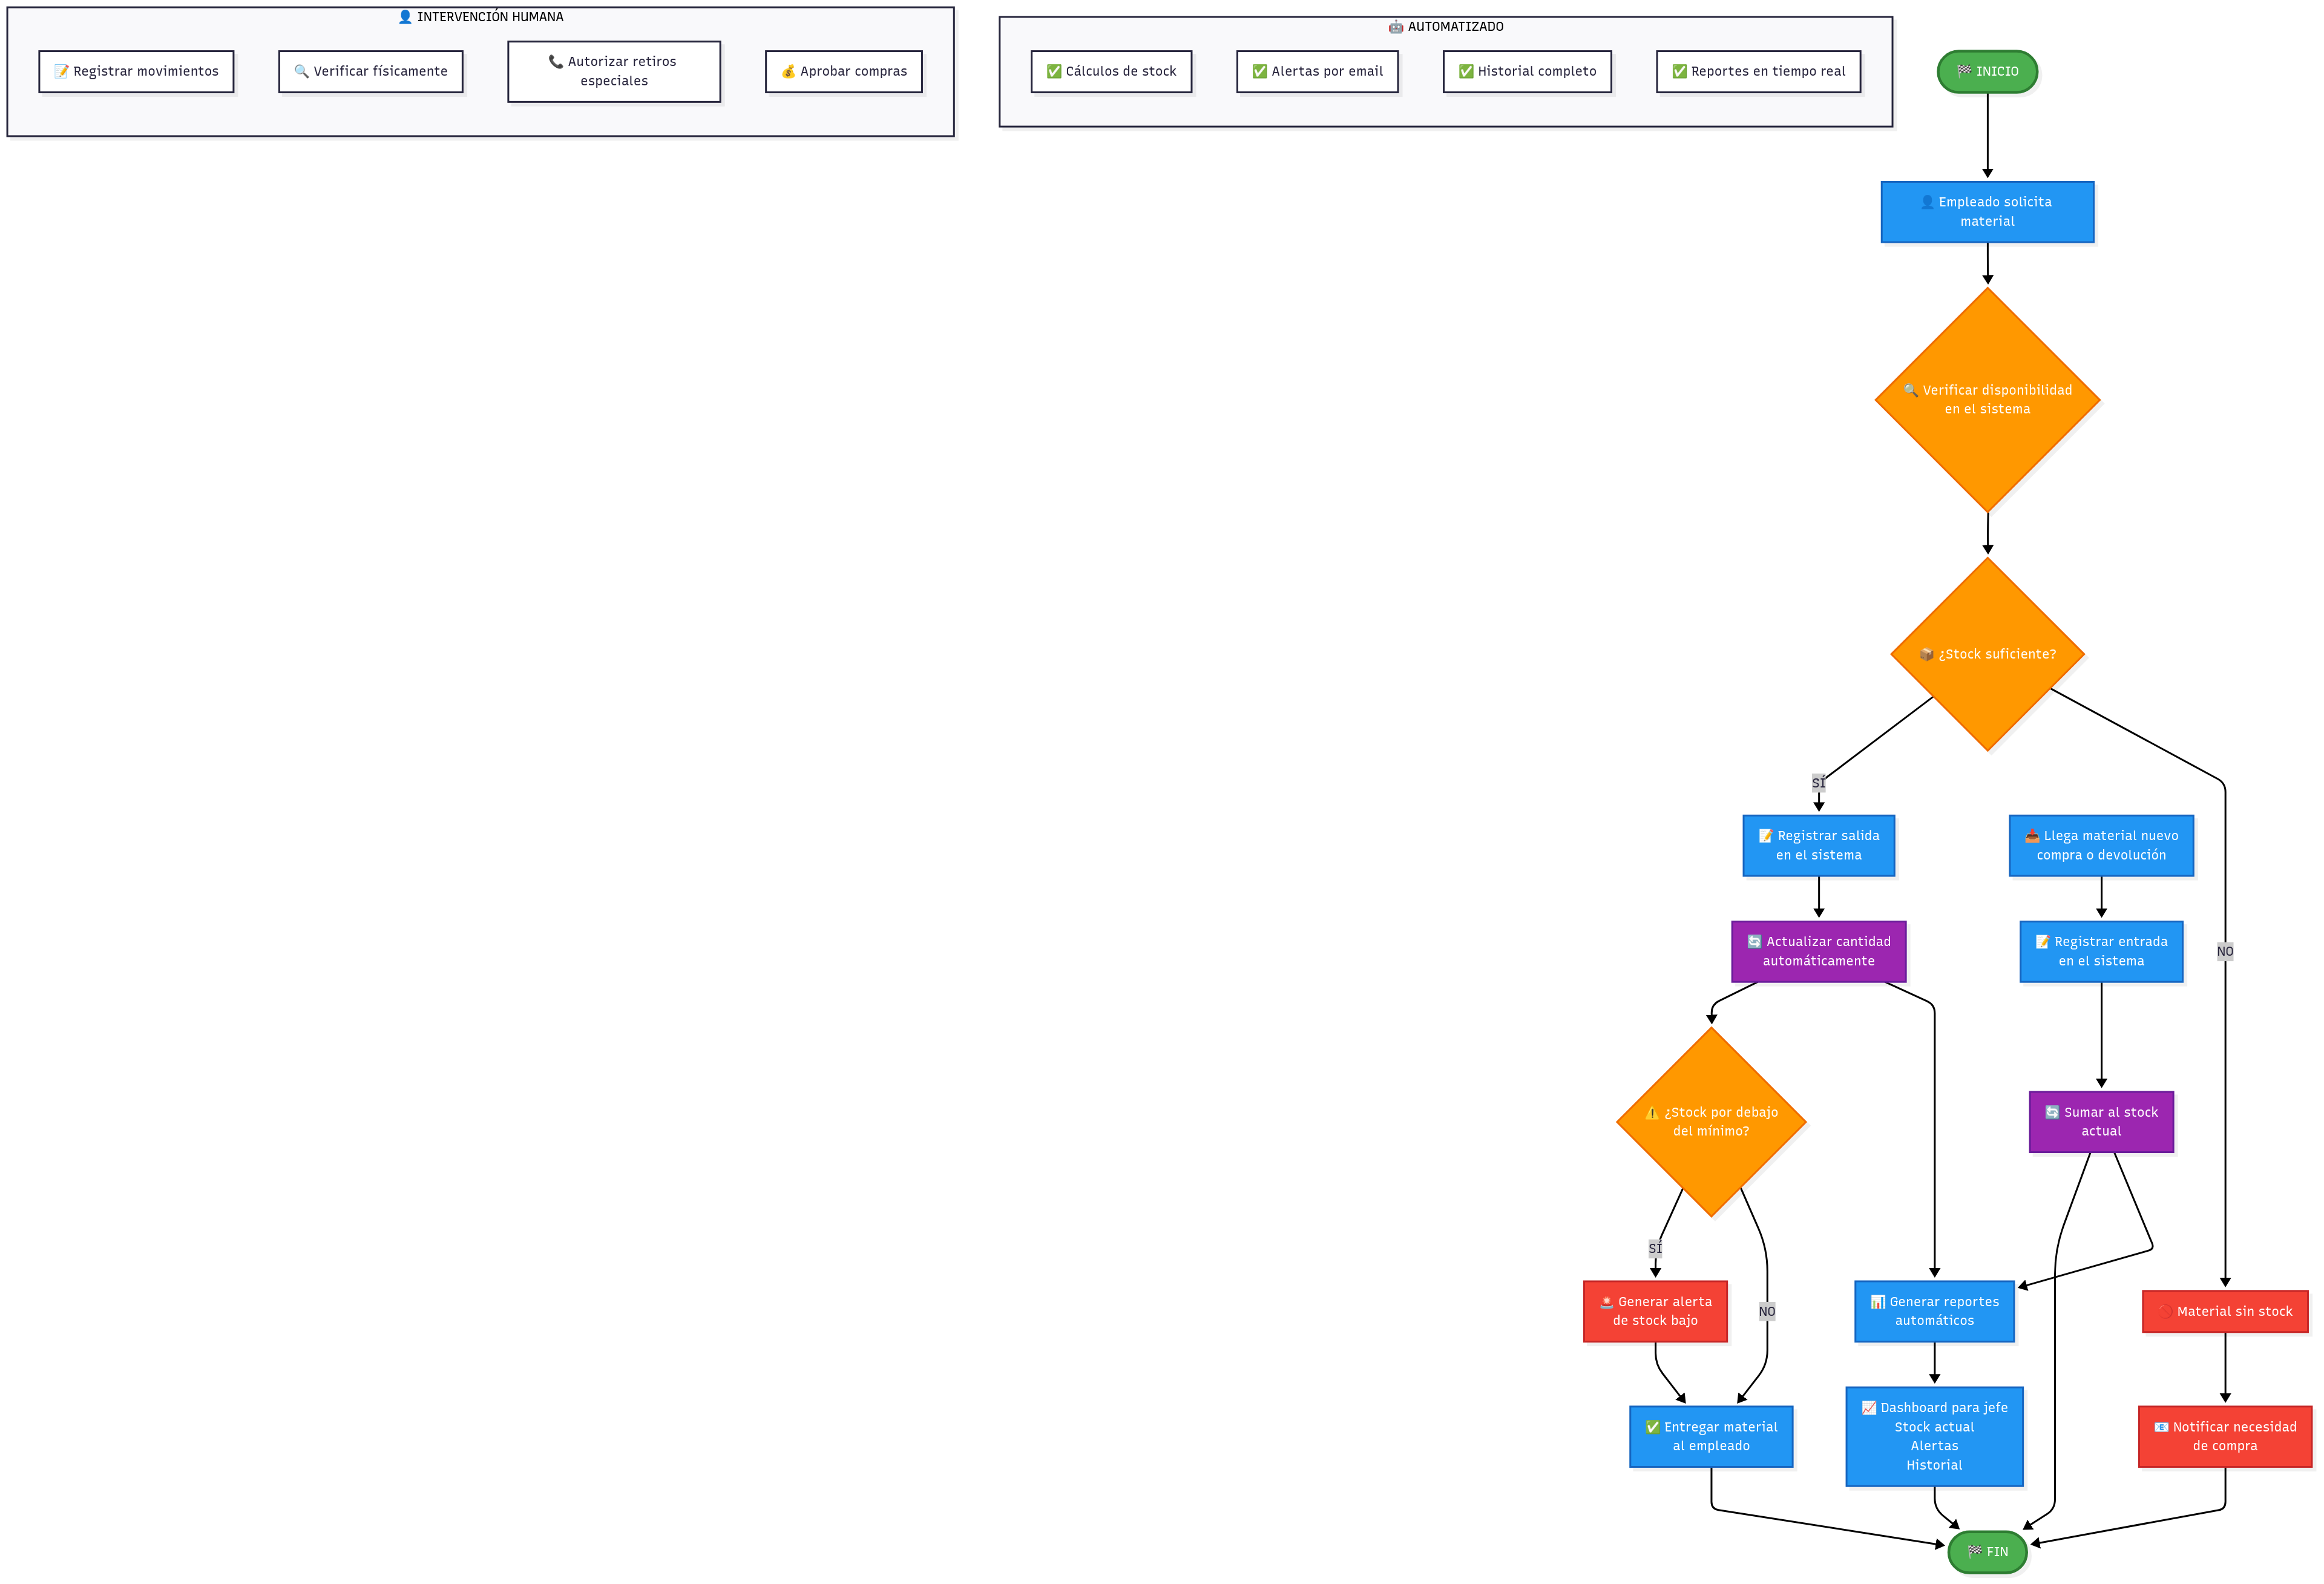 👤 INTERVENCIÓN HUMANA
📝 Registrar movimientos
🔍 Verificar físicamente
📞 Autorizar retiros
especiales
💰 Aprobar compras
🤖 AUTOMATIZADO
✅ Cálculos de stock
✅ Alertas por email
✅ Historial completo
✅ Reportes en tiempo real
🏁 INICIO
👤 Empleado solicita
material
🔍 Verificar disponibilidad
en el sistema
📦 ¿Stock suficiente?
SÍ
📝 Registrar salida
en el sistema
📥 Llega material nuevo
compra o devolución
🔄 Actualizar cantidad
automáticamente
📝 Registrar entrada
en el sistema
NO
⚠️ ¿Stock por debajo
del mínimo?
🔄 Sumar al stock
actual
SÍ
NO
🚨 Generar alerta
de stock bajo
📊 Generar reportes
automáticos
🚫 Material sin stock
✅ Entregar material
al empleado
📈 Dashboard para jefe
Stock actual
Alertas
Historial
📧 Notificar necesidad
de compra
🏁 FIN